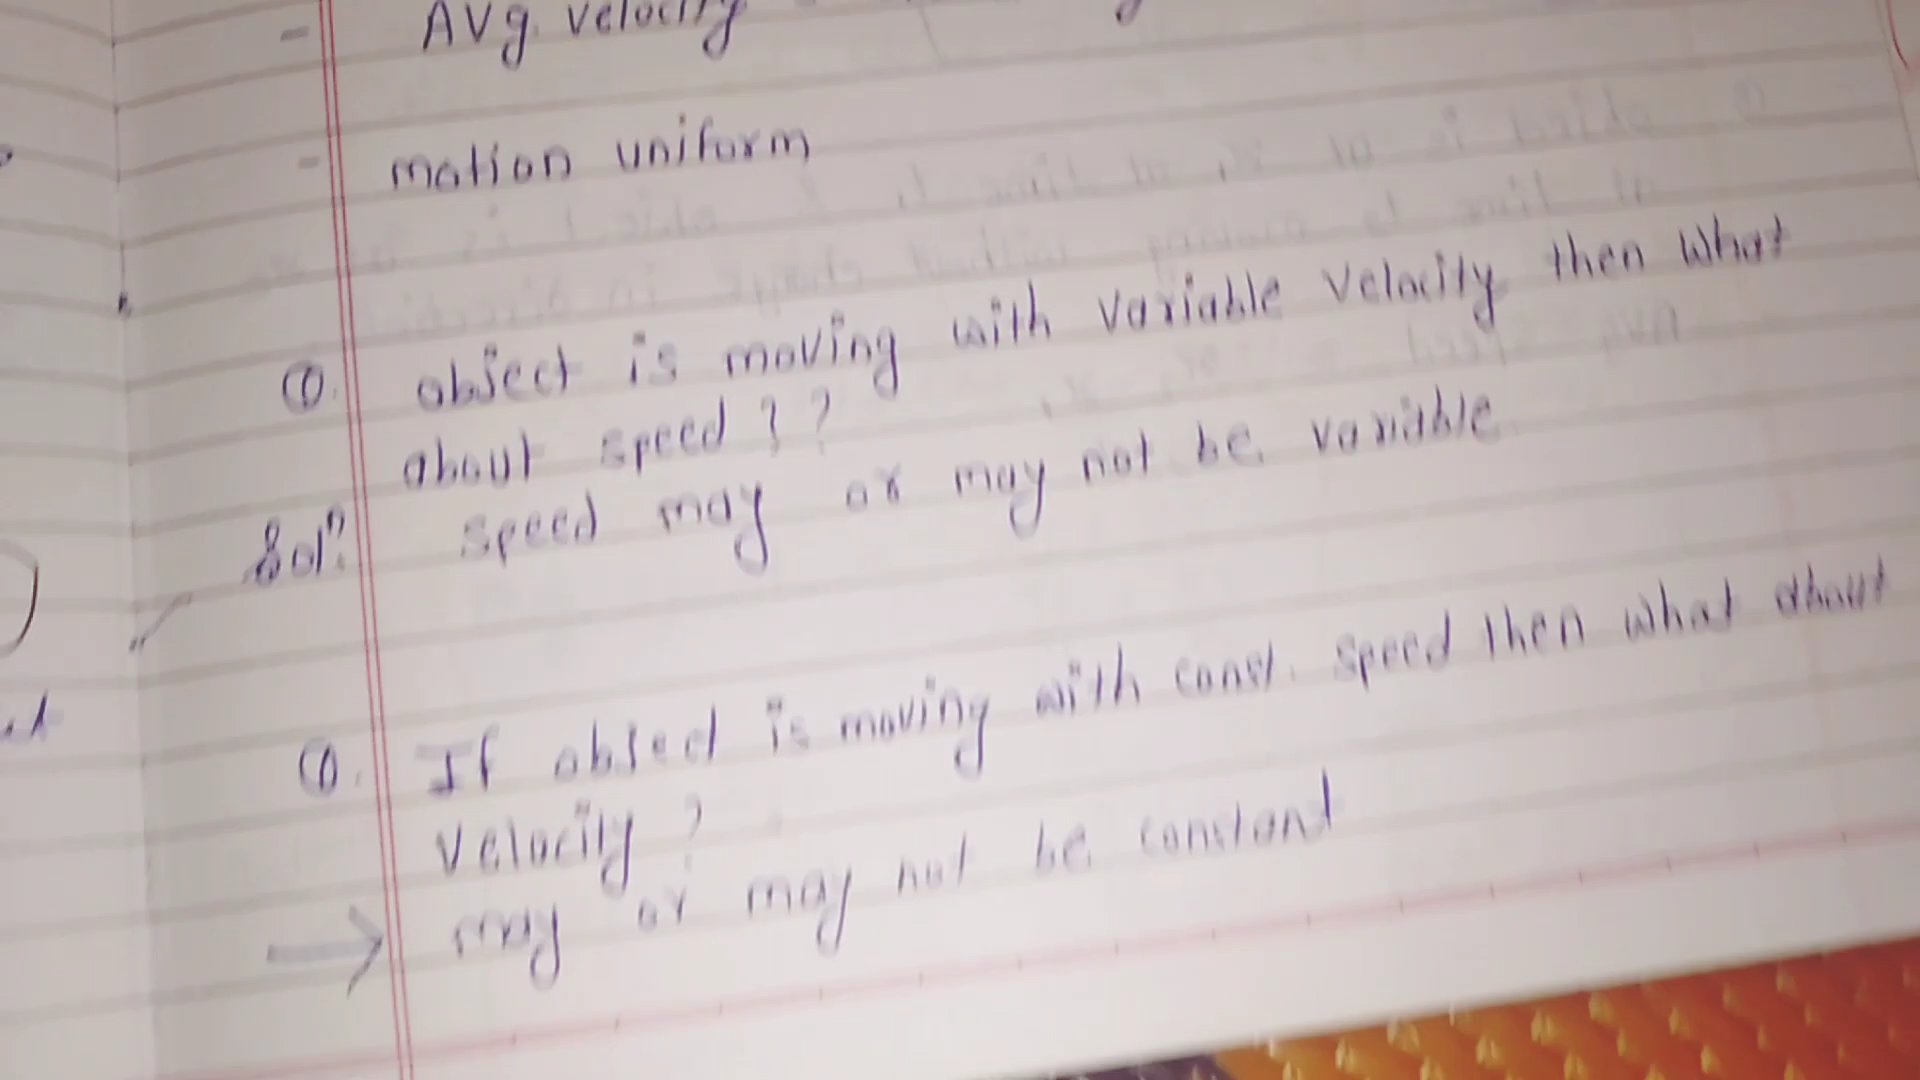 - Avg. velocity
- motion uniform
Q. object is moving with variable velocity then what
about speed ??
Soln. speed may or may not be variable
Q. If object is moving with const. speed then what about
velocity ?
→ may or may not be constant